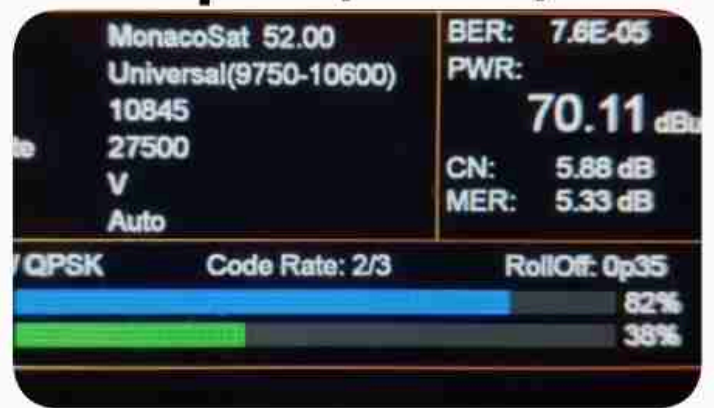 MonacoSat 52.00
Universal(9750-10600)
10845
27500
V
Auto
BER: 7.6E-05
PWR:
70.11 dBu
CN: 5.88 dB
MER: 5.33 dB
/ QPSK Code Rate: 2/3 RollOff: 0p35
82%
38%